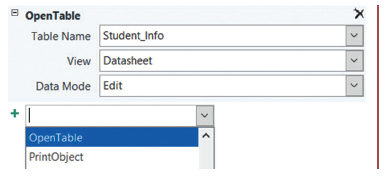 OpenTable
Table Name Student_Info
View Datasheet
Data Mode Edit
OpenTable
PrintObject